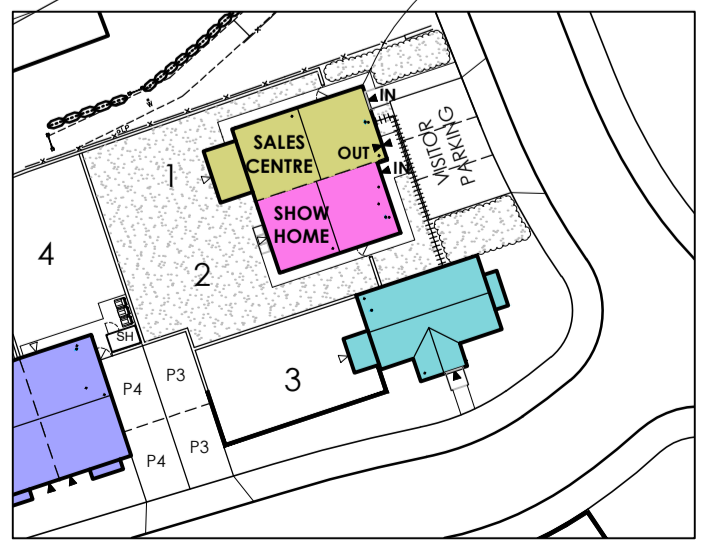 IN
SALES
CENTRE
VISITOR
PARKING
OUT
IN
1
SHOW
HOME
4
2
SH
3
P4
P3
P4
P3